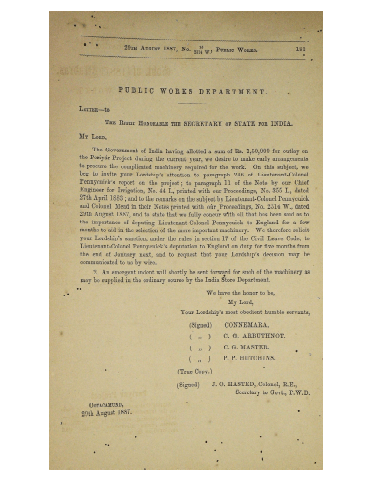 29TH AUGUST 1887, No. W., PUBLIC WORKS. 181
PUBLIC WORKS DEPARTMENT.
LETTER—to
THE RIGHT HONORABLE THE SECRETARY OF STATE FOR INDIA.
MY LORD,
The Government of India having allotted a sum of Rs. 2,50,000 for outlay on
the Periyár Project during the current year, we desire to make early arrangements
to procure the complicated machinery required for the work. On this subject, we
beg to invite your Lordship's attention to paragraph of Lieutenant-Colonel
Pennycuick's report on the project; to paragraph 11 of the Note by our Chief
Engineer for Irrigation, No. 44 I., printed with our Proceedings, No. I., dated
27th April 1883; and to the remarks on the subject by Lieutenant-Colonel Pennycuick
and Colonel Mead in their Notes printed with our Proceedings, No. 2514 W., dated
29th August 1887, and to state that we fully concur with all that has been said as to
the importance of deputing Lieutenant-Colonel Pennycuick to England for a few
months to aid in the selection of the more important machinery. We therefore solicit
your Lordship's sanction under the rules in section 17 of the Civil Leave Code, to
Lieutenant-Colonel Pennycuick's deputation to England on duty for five months from
the end of January next, and to request that your Lordship's decision may be
communicated to us by wire.
2. An emergent indent will shortly be sent forward for such of the machinery as
may be supplied in the ordinary course by the India Store Department.
We have the honor to be,
My Lord,
Your Lordship's most obedient humble servants,
(Signed) CONNEMARA.
( „ ) C. G. ARBUTHNOT.
( „ ) C. G. MASTER.
( „ ) P. P. HUTCHINS.
(True Copy.)
(Signed) J. O. HASTED, Colonel, R.E.,
Secretary to Govt., P.W.D.
OOTACAMUND,
29th August 1887.